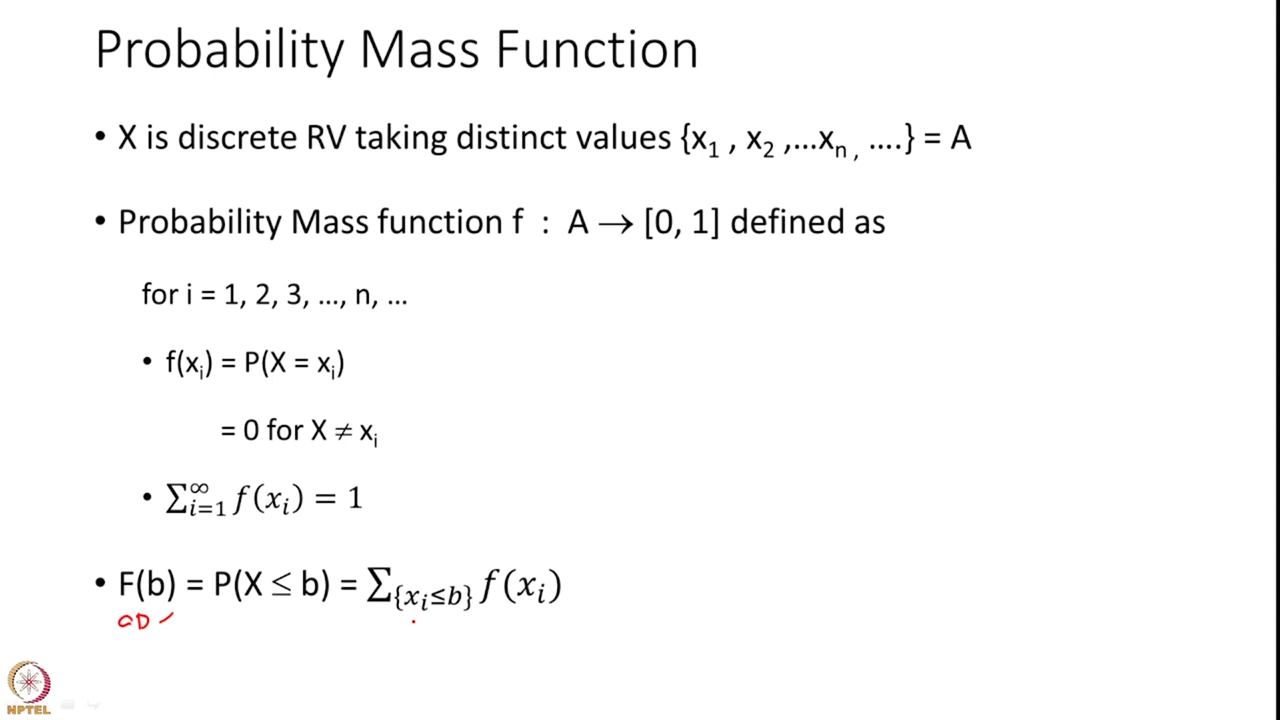 Probability Mass Function
• X is discrete RV taking distinct values {x₁ , x₂ ,...xₙ , ....} = A
• Probability Mass function f : A → [0, 1] defined as
for i = 1, 2, 3, ..., n, ...
• f(xᵢ) = P(X = xᵢ)
= 0 for X ≠ xᵢ
• ∑_{i=1}^{∞} f(xᵢ) = 1
• F(b) = P(X ≤ b) = ∑_{{xᵢ≤b}} f(xᵢ)
CD
NPTEL